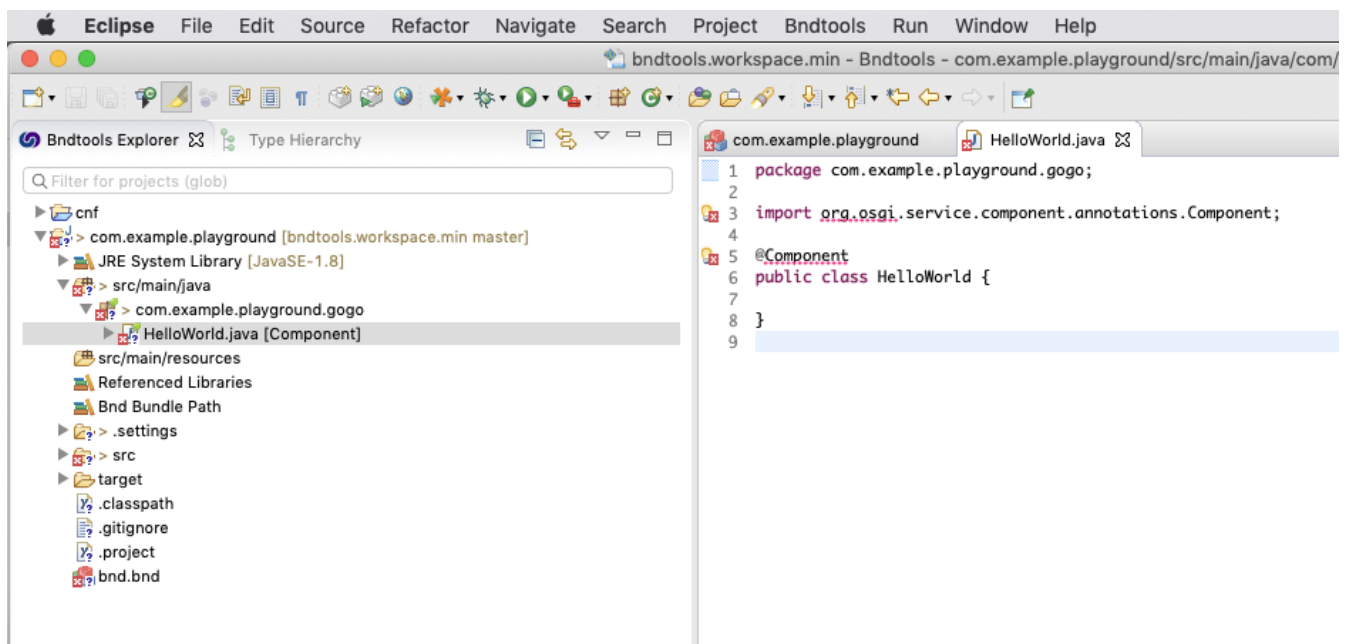 Eclipse File Edit Source Refactor Navigate Search Project Bndtools Run Window Help
bndtools.workspace.min - Bndtools - com.example.playground/src/main/java/com/
Bndtools Explorer Type Hierarchy
Filter for projects (glob)
cnf
> com.example.playground [bndtools.workspace.min master]
JRE System Library [JavaSE-1.8]
> src/main/java
> com.example.playground.gogo
HelloWorld.java [Component]
src/main/resources
Referenced Libraries
Bnd Bundle Path
> .settings
> src
target
.classpath
.gitignore
.project
bnd.bnd
com.example.playground HelloWorld.java
1 package com.example.playground.gogo;
2
3 import org.osgi.service.component.annotations.Component;
4
5 @Component
6 public class HelloWorld {
7
8 }
9